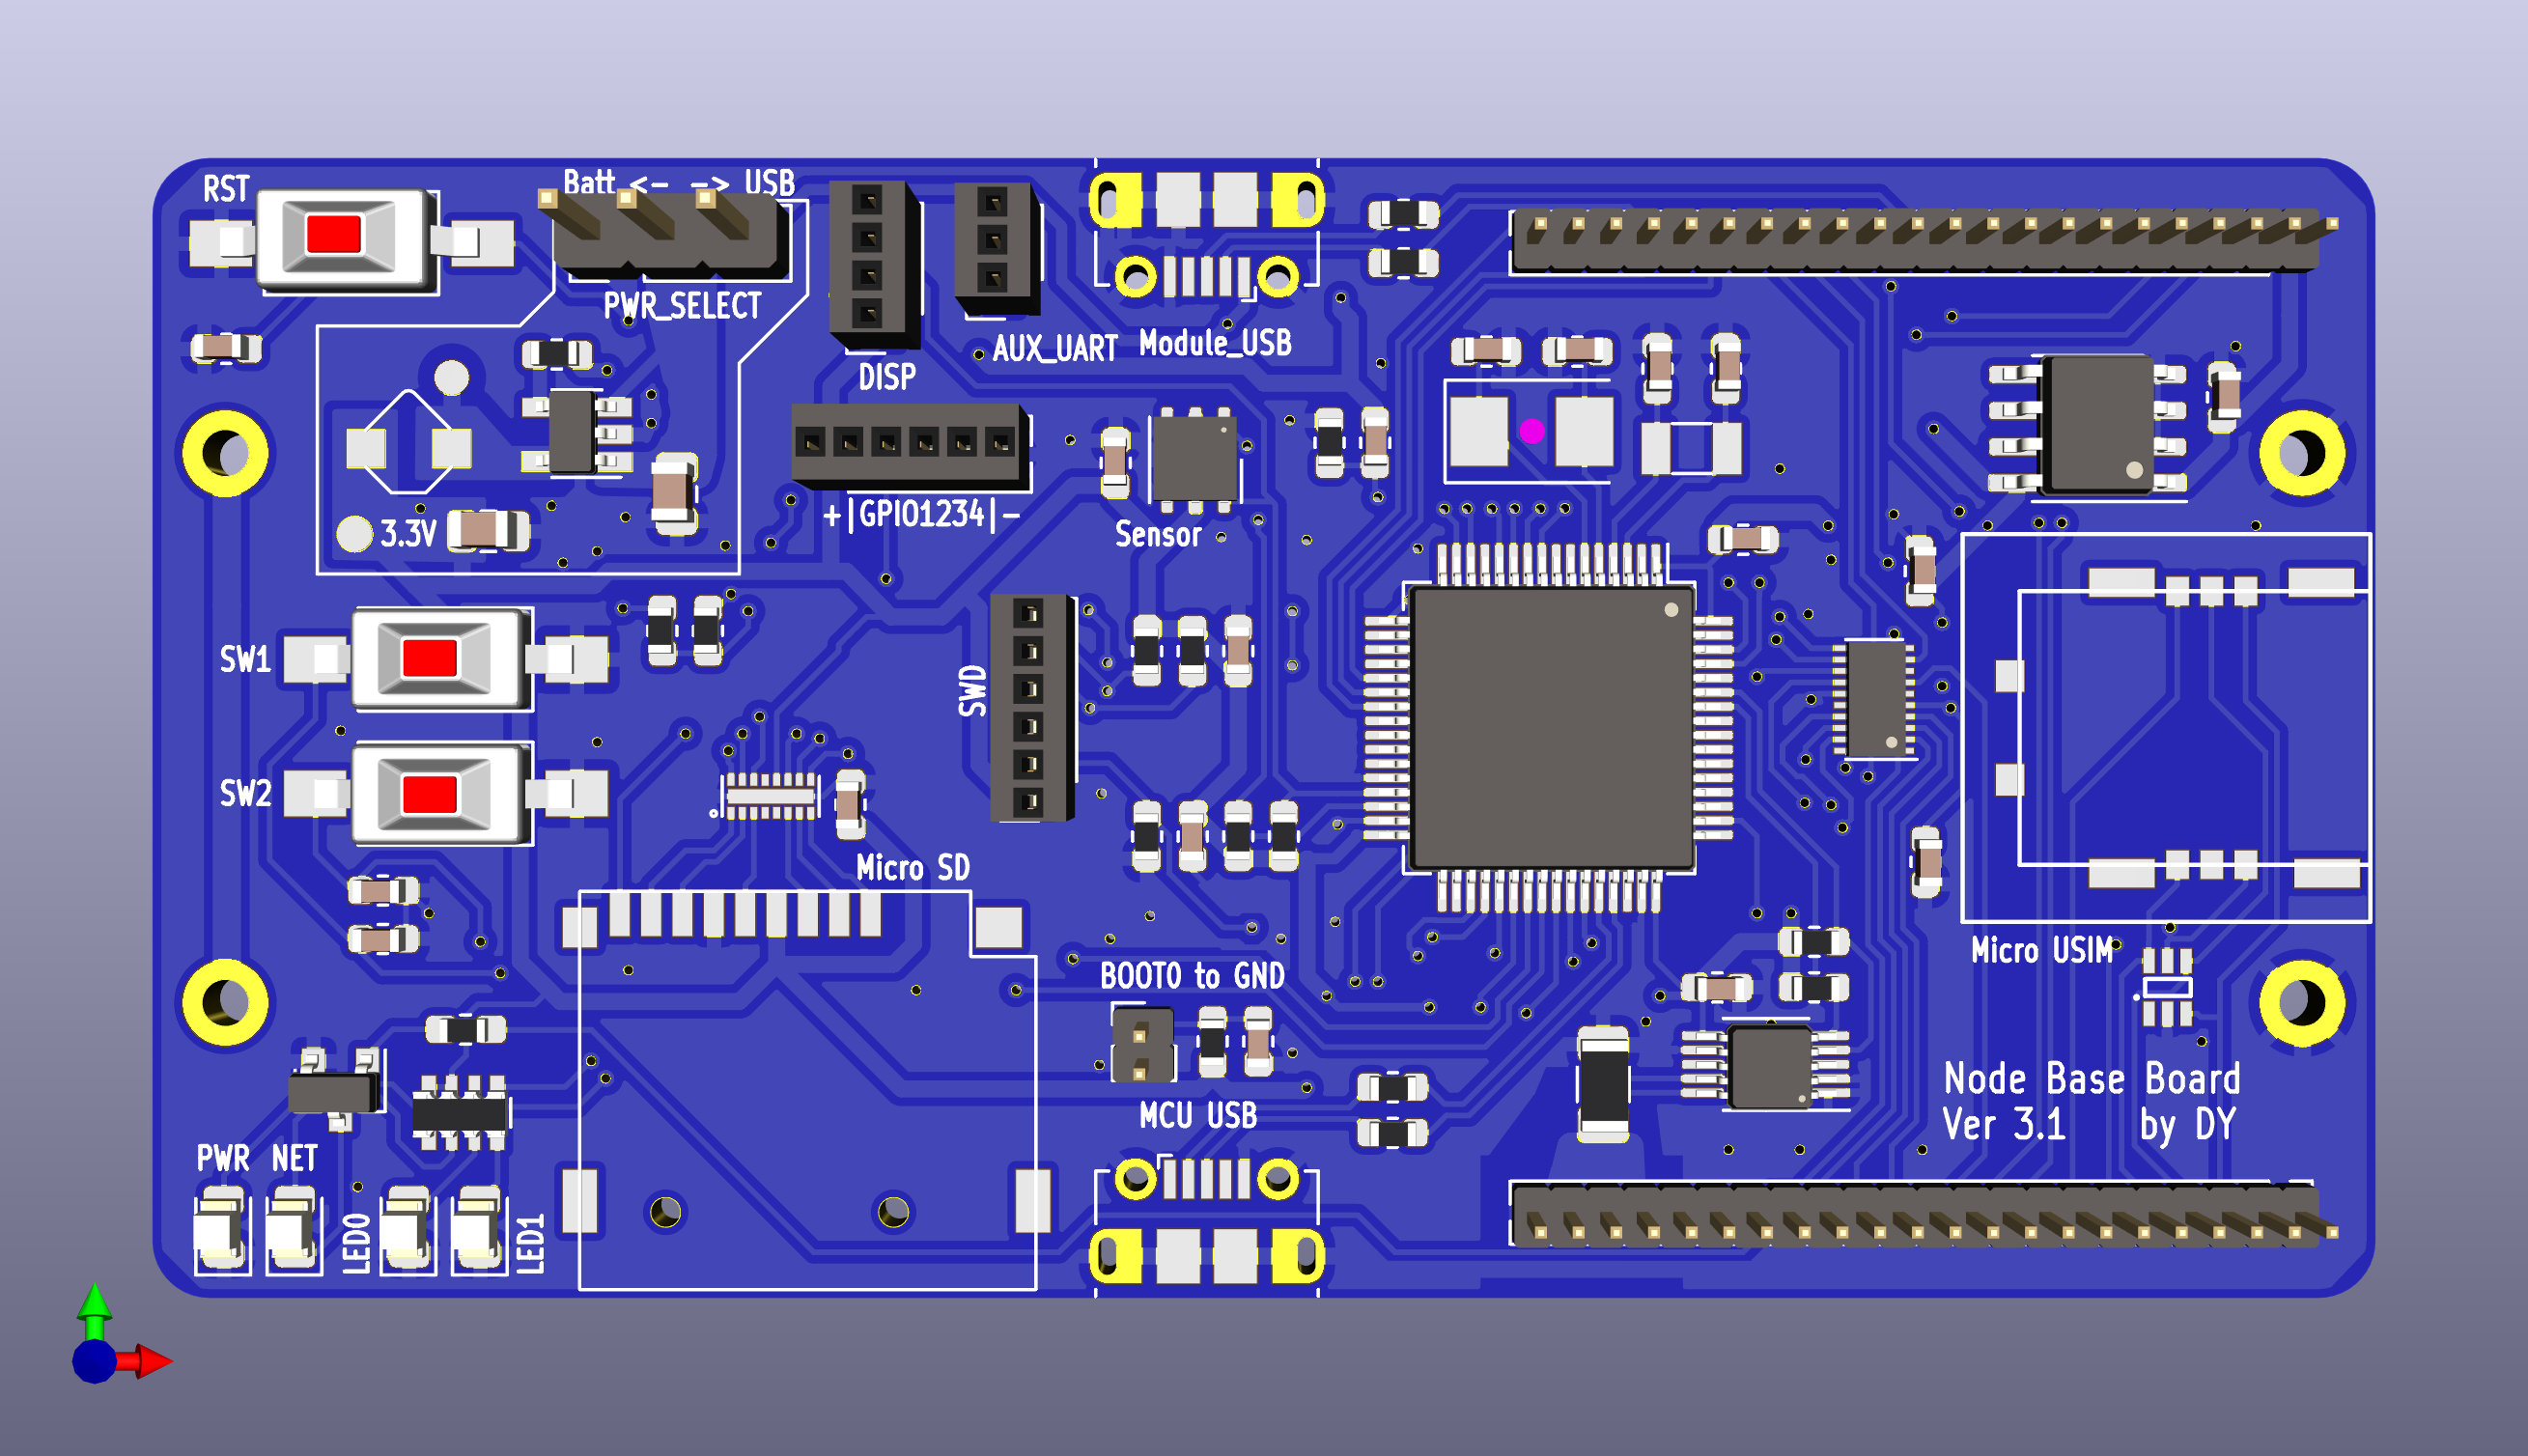 RST
Batt <- -> USB
PWR_SELECT
DISP
AUX_UART
Module_USB
3.3V
+|GPIO1234|-
Sensor
SW1
SWD
SW2
Micro SD
Micro USIM
BOOT0 to GND
MCU USB
Node Base Board
Ver 3.1 by DY
PWR NET
LED0
LED1